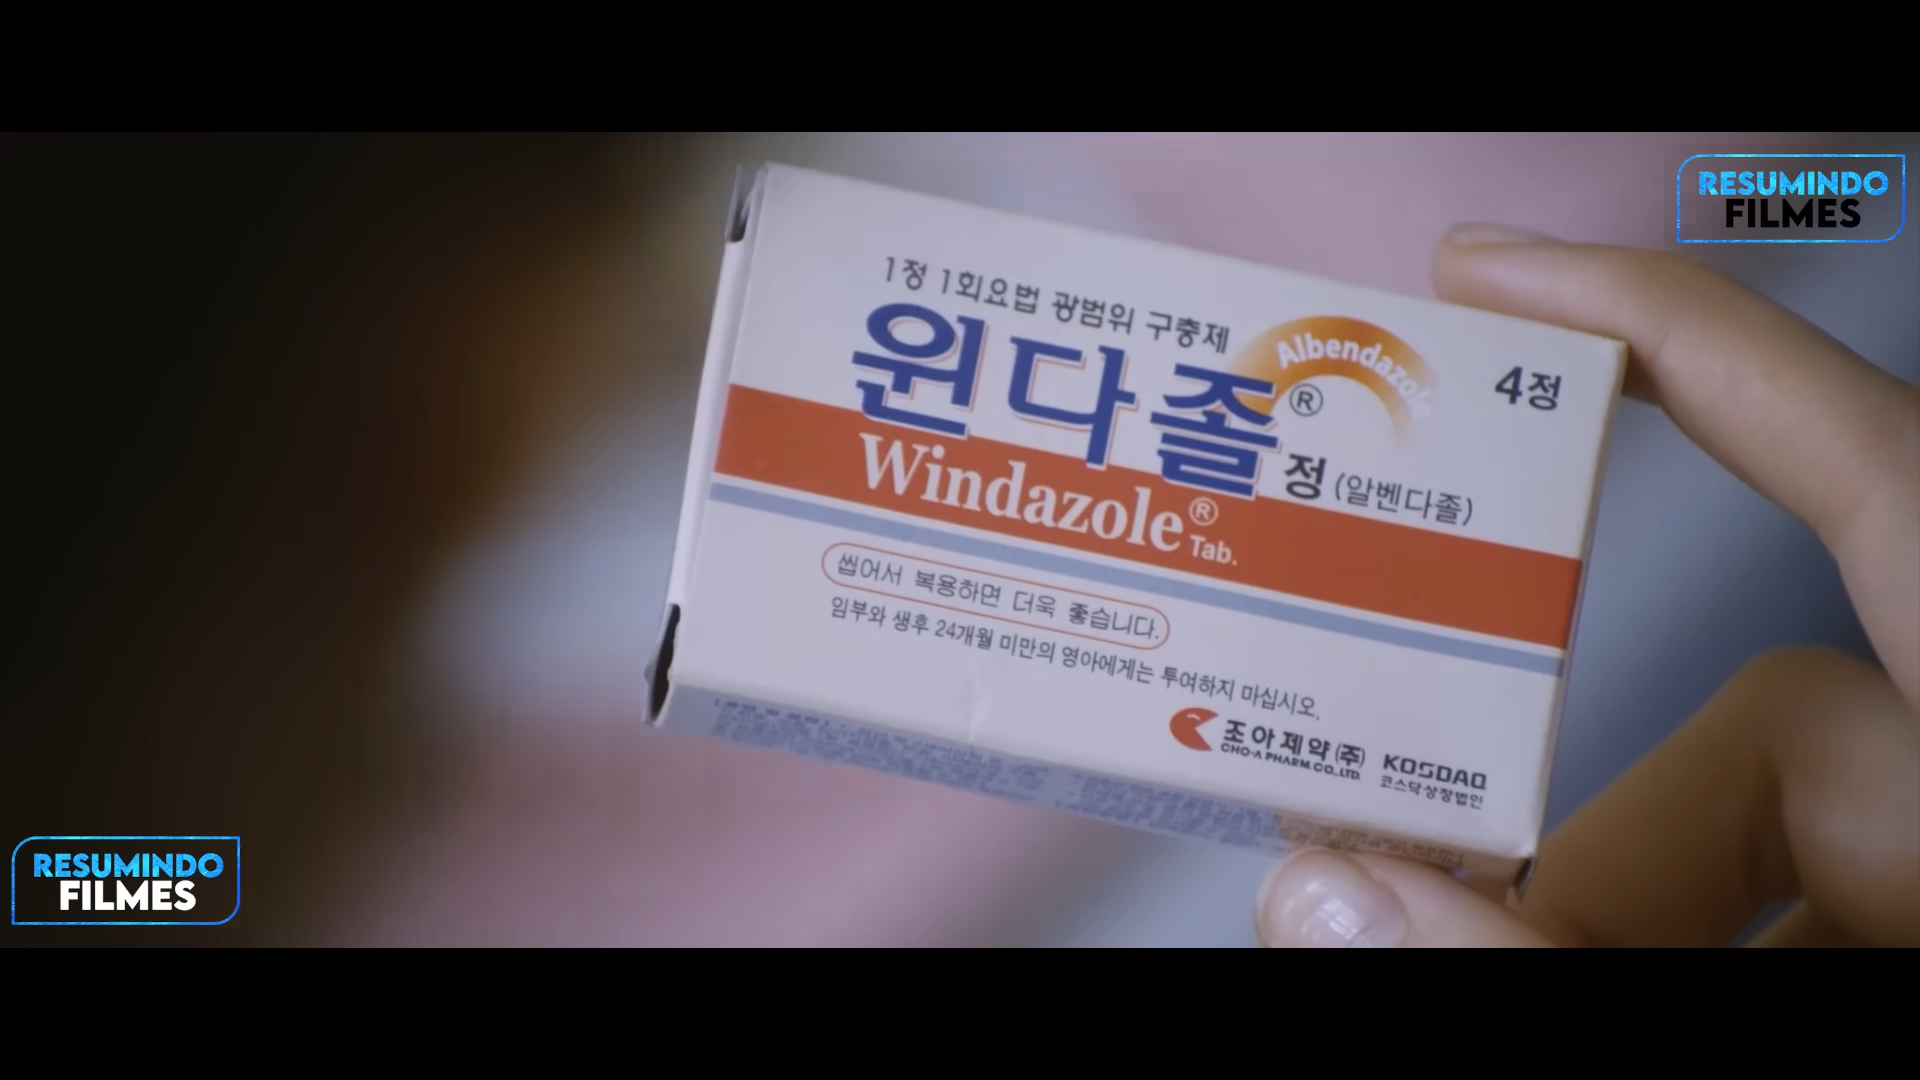 RESUMINDO
FILMES
1정 1회요법 광범위 구충제
Albendazole
4정
윈다졸® 정 (알벤다졸)
Windazole® Tab.
씹어서 복용하면 더욱 좋습니다.
임부와 생후 24개월 미만의 영아에게는 투여하지 마십시오.
조아제약(주)
CHO-A PHARM.CO.,LTD.
KOSDAQ
코스닥상장법인
RESUMINDO
FILMES